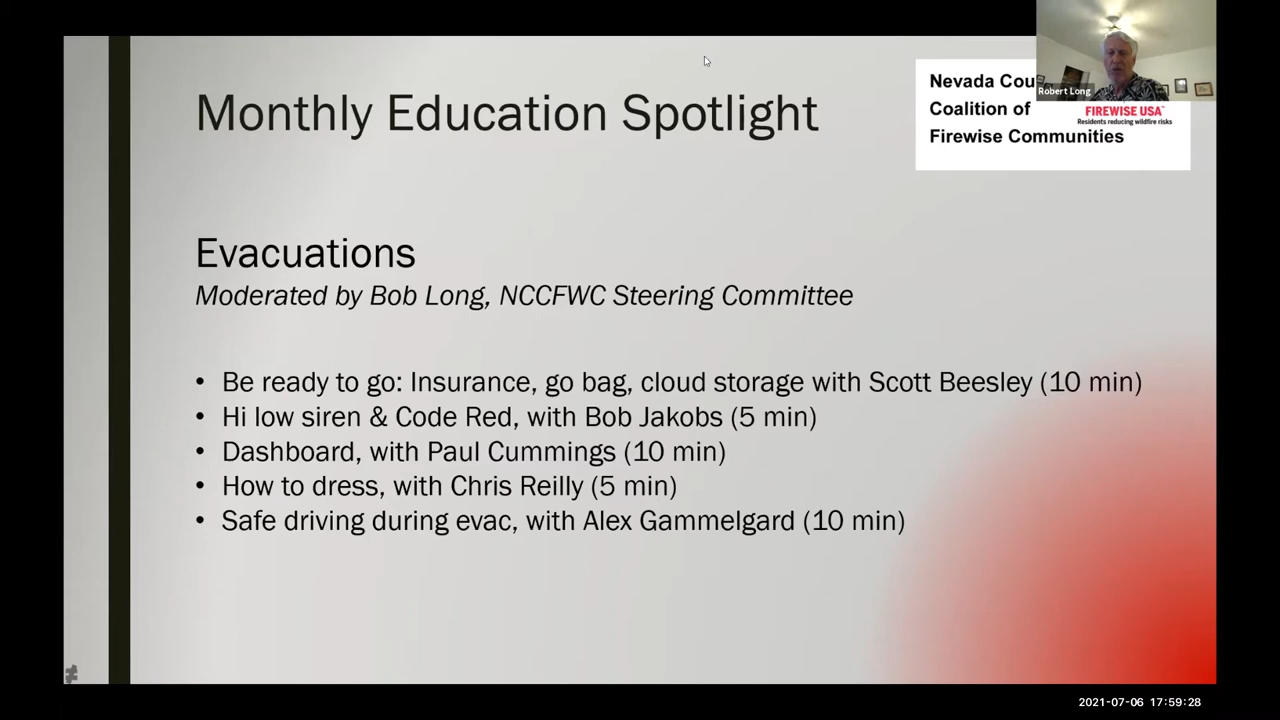 Monthly Education Spotlight
Nevada Cou
Coalition of
Firewise Communities
FIREWISE USA
Residents reducing wildfire risks
Robert Long
Evacuations
Moderated by Bob Long, NCCFWC Steering Committee
• Be ready to go: Insurance, go bag, cloud storage with Scott Beesley (10 min)
• Hi low siren & Code Red, with Bob Jakobs (5 min)
• Dashboard, with Paul Cummings (10 min)
• How to dress, with Chris Reilly (5 min)
• Safe driving during evac, with Alex Gammelgard (10 min)
2021-07-06 17:59:28